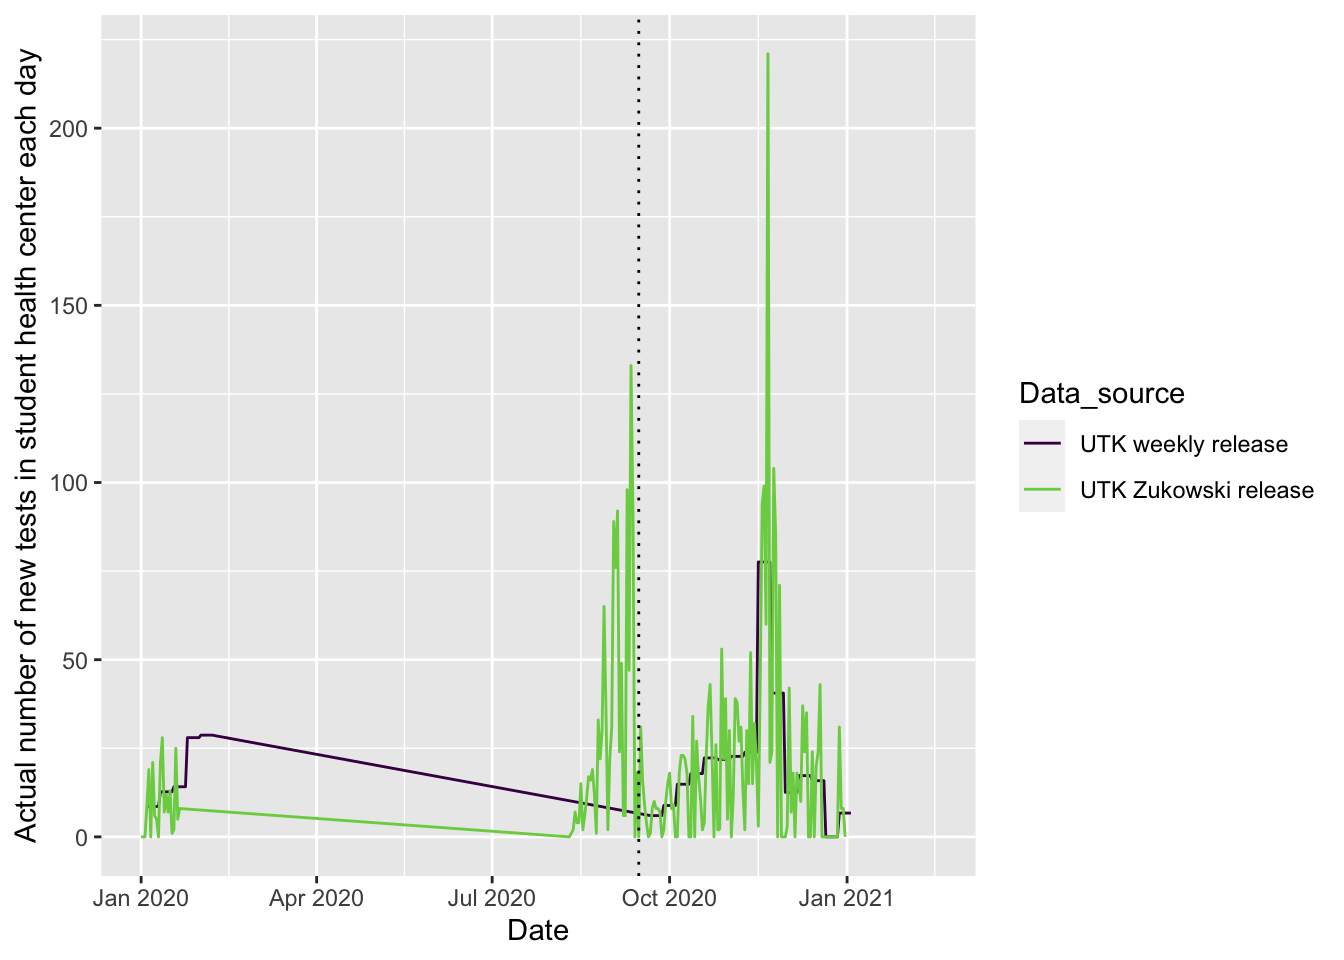 Actual number of new tests in student health center each day
200
150
100
50
0
Jan 2020
Apr 2020
Jul 2020
Oct 2020
Jan 2021
Date
Data_source
UTK weekly release
UTK Zukowski release